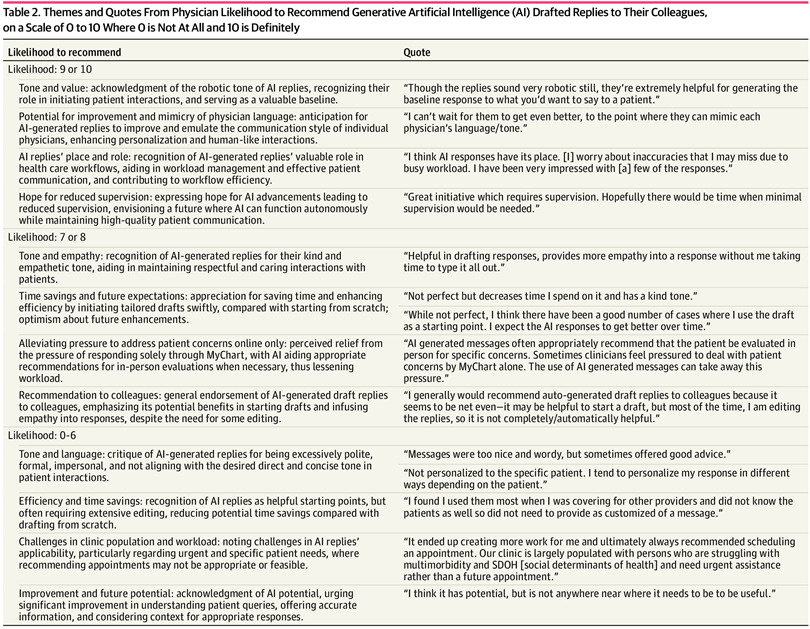 Table 2. Themes and Quotes From Physician Likelihood to Recommend Generative Artificial Intelligence (AI) Drafted Replies to Their Colleagues,
on a Scale of 0 to 10 Where 0 is Not At All and 10 is Definitely
Likelihood to recommend
Quote
Likelihood: 9 or 10
Tone and value: acknowledgment of the robotic tone of AI replies, recognizing their
role in initiating patient interactions, and serving as a valuable baseline.
“Though the replies sound very robotic still, they're extremely helpful for generating the
baseline response to what you'd want to say to a patient.”
Potential for improvement and mimicry of physician language: anticipation for
AI-generated replies to improve and emulate the communication style of individual
physicians, enhancing personalization and human-like interactions.
“I can't wait for them to get even better, to the point where they can mimic each
physician's language/tone.”
AI replies' place and role: recognition of AI-generated replies' valuable role in
health care workflows, aiding in workload management and effective patient
communication, and contributing to workflow efficiency.
“I think AI responses have its place. [I] worry about inaccuracies that I may miss due to
busy workload. I have been very impressed with [a] few of the responses.”
Hope for reduced supervision: expressing hope for AI advancements leading to
reduced supervision, envisioning a future where AI can function autonomously
while maintaining high-quality patient communication.
“Great initiative which requires supervision. Hopefully there would be time when minimal
supervision would be needed.”
Likelihood: 7 or 8
Tone and empathy: recognition of AI-generated replies for their kind and
empathetic tone, aiding in maintaining respectful and caring interactions with
patients.
“Helpful in drafting responses, provides more empathy into a response without me taking
time to type it all out.”
Time savings and future expectations: appreciation for saving time and enhancing
efficiency by initiating tailored drafts swiftly, compared with starting from scratch;
optimism about future enhancements.
“Not perfect but decreases time I spend on it and has a kind tone.”
“While not perfect, I think there have been a good number of cases where I use the draft
as a starting point. I expect the AI responses to get better over time.”
Alleviating pressure to address patient concerns online only: perceived relief from
the pressure of responding solely through MyChart, with AI aiding appropriate
recommendations for in-person evaluations when necessary, thus lessening
workload.
“AI generated messages often appropriately recommend that the patient be evaluated in
person for specific concerns. Sometimes clinicians feel pressured to deal with patient
concerns by MyChart alone. The use of AI generated messages can take away this
pressure.”
Recommendation to colleagues: general endorsement of AI-generated draft replies
to colleagues, emphasizing its potential benefits in starting drafts and infusing
empathy into responses, despite the need for some editing.
“I generally would recommend auto-generated draft replies to colleagues because it
seems to be net even—it may be helpful to start a draft, but most of the time, I am editing
the replies, so it is not completely/automatically helpful.”
Likelihood: 0-6
Tone and language: critique of AI-generated replies for being excessively polite,
formal, impersonal, and not aligning with the desired direct and concise tone in
patient interactions.
“Messages were too nice and wordy, but sometimes offered good advice.”
“Not personalized to the specific patient. I tend to personalize my response in different
ways depending on the patient.”
Efficiency and time savings: recognition of AI replies as helpful starting points, but
often requiring extensive editing, reducing potential time savings compared with
drafting from scratch.
“I found I used them most when I was covering for other providers and did not know the
patients as well so did not need to provide as customized of a message.”
Challenges in clinic population and workload: noting challenges in AI replies'
applicability, particularly regarding urgent and specific patient needs, where
recommending appointments may not be appropriate or feasible.
“It ended up creating more work for me and ultimately always recommended scheduling
an appointment. Our clinic is largely populated with persons who are struggling with
multimorbidity and SDOH [social determinants of health] and need urgent assistance
rather than a future appointment.”
Improvement and future potential: acknowledgment of AI potential, urging
significant improvement in understanding patient queries, offering accurate
information, and considering context for appropriate responses.
“I think it has potential, but is not anywhere near where it needs to be to be useful.”